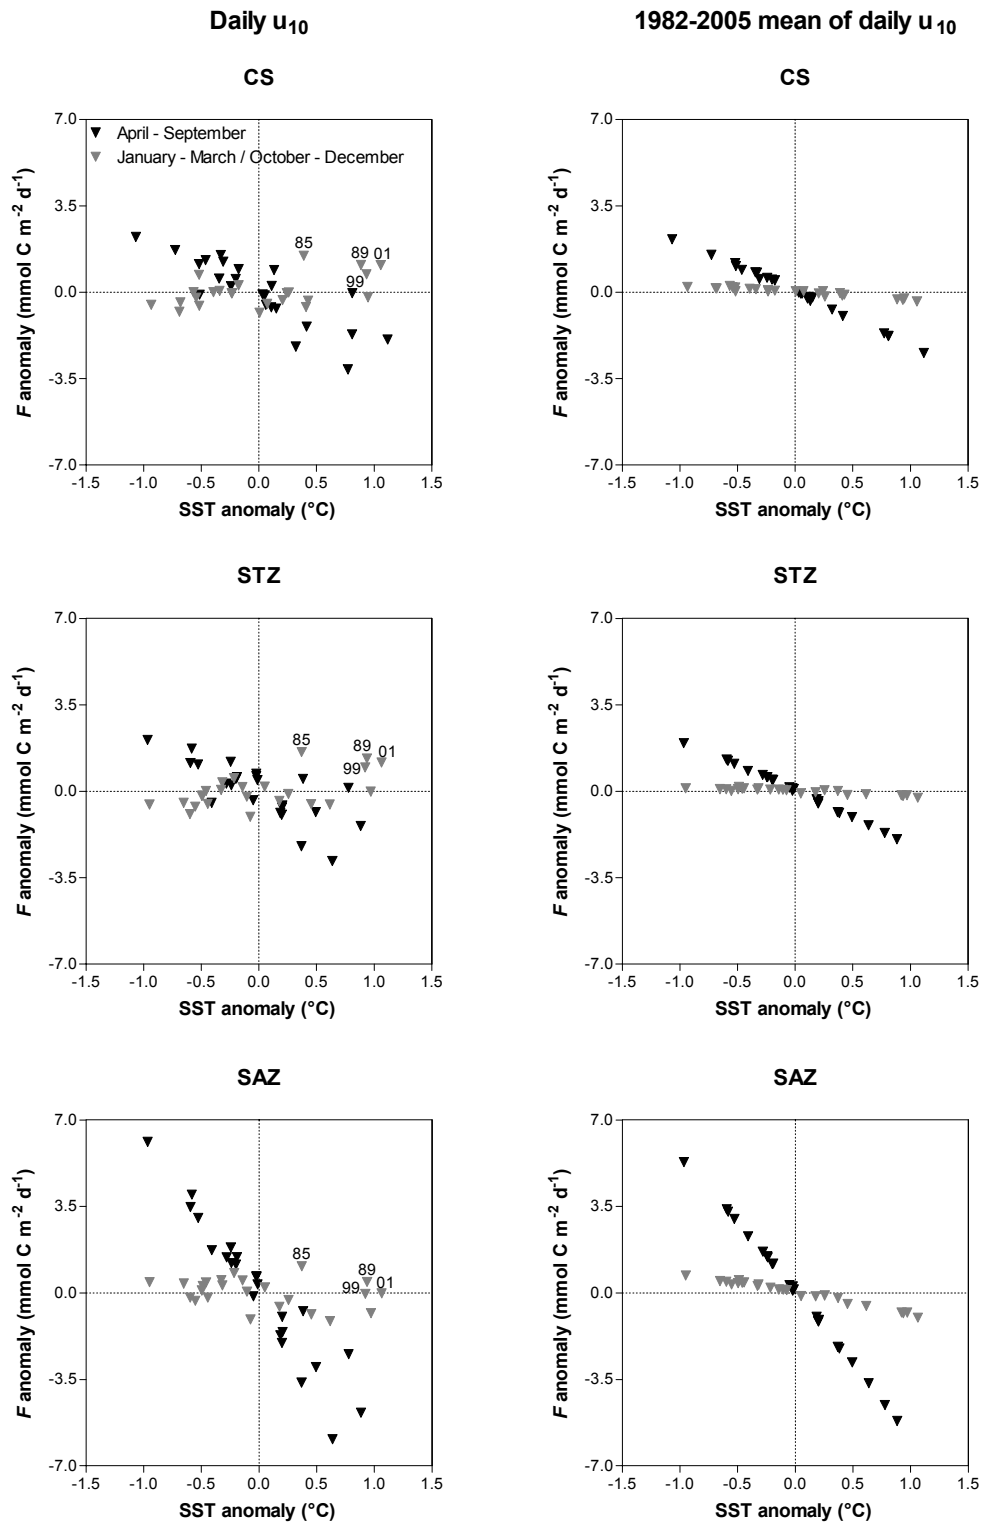 Daily u10
1982-2005 mean of daily u10
CS
CS
April - September
January - March / October - December
7.0
3.5
0.0
-3.5
-7.0
F anomaly (mmol C m-2 d-1)
85
89 01
99
-1.5 -1.0 -0.5 0.0 0.5 1.0 1.5
SST anomaly (°C)
7.0
3.5
0.0
-3.5
-7.0
F anomaly (mmol C m-2 d-1)
-1.5 -1.0 -0.5 0.0 0.5 1.0 1.5
SST anomaly (°C)
STZ
STZ
7.0
3.5
0.0
-3.5
-7.0
F anomaly (mmol C m-2 d-1)
85
89
01
99
-1.5 -1.0 -0.5 0.0 0.5 1.0 1.5
SST anomaly (°C)
7.0
3.5
0.0
-3.5
-7.0
F anomaly (mmol C m-2 d-1)
-1.5 -1.0 -0.5 0.0 0.5 1.0 1.5
SST anomaly (°C)
SAZ
SAZ
7.0
3.5
0.0
-3.5
-7.0
F anomaly (mmol C m-2 d-1)
85
89
99 01
-1.5 -1.0 -0.5 0.0 0.5 1.0 1.5
SST anomaly (°C)
7.0
3.5
0.0
-3.5
-7.0
F anomaly (mmol C m-2 d-1)
-1.5 -1.0 -0.5 0.0 0.5 1.0 1.5
SST anomaly (°C)